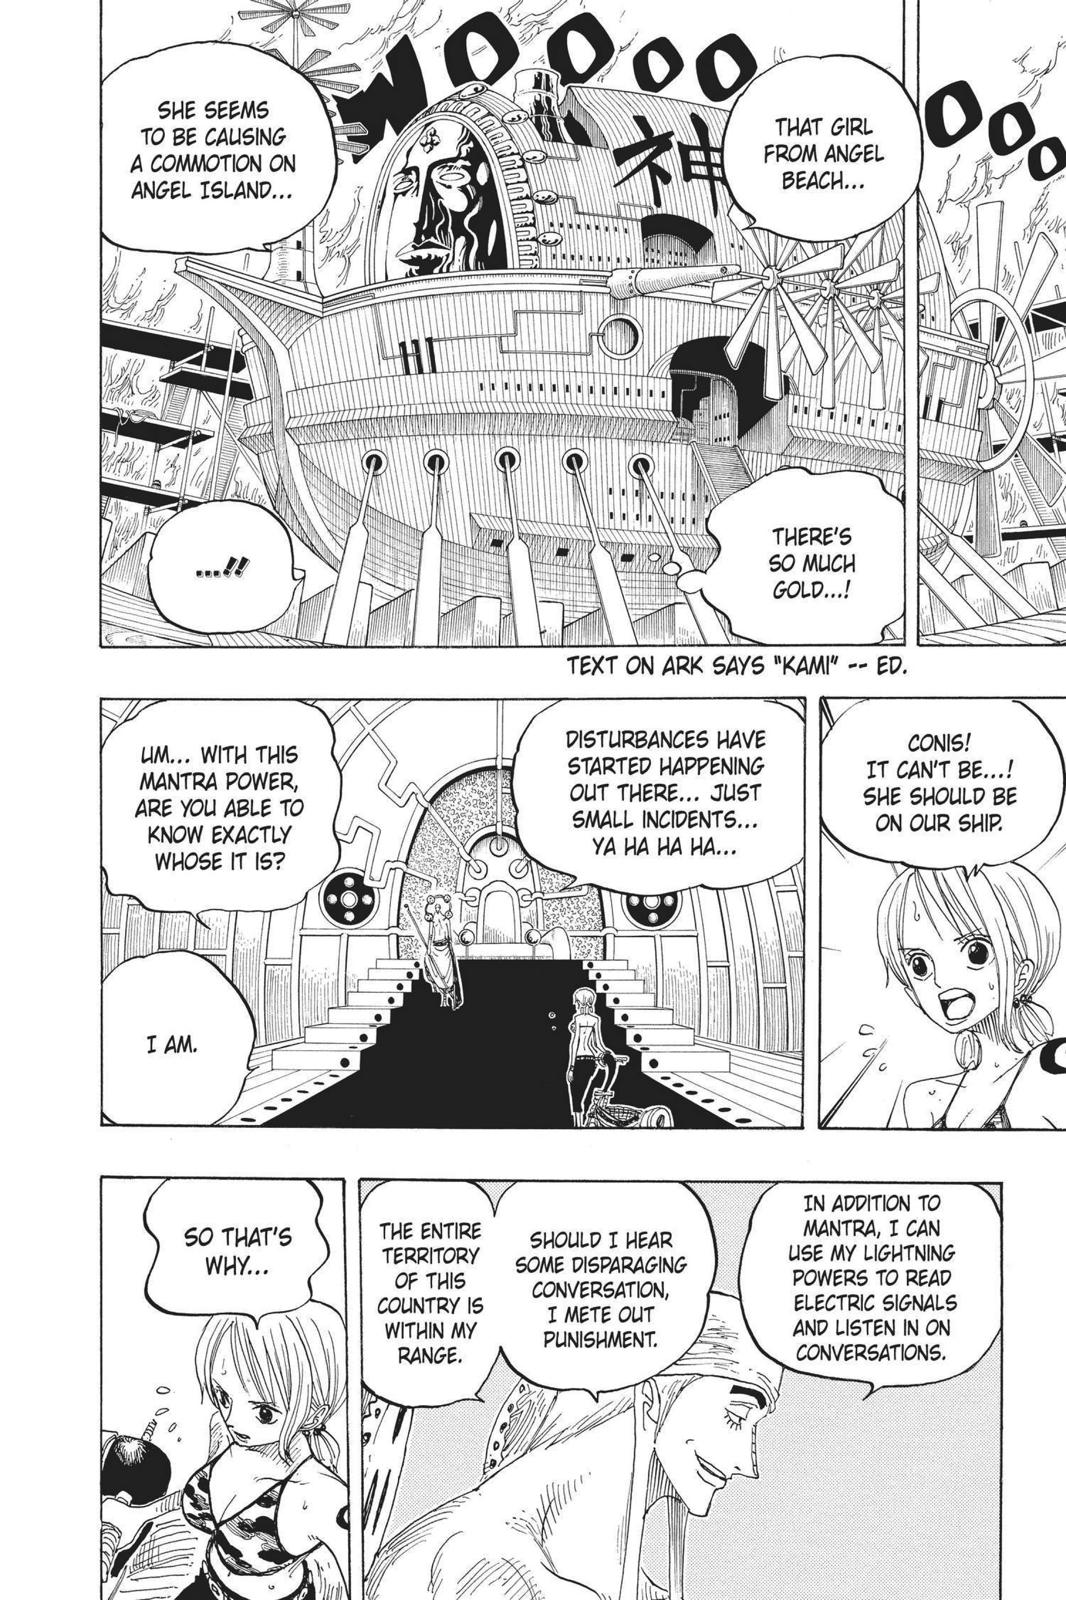 WOOOO
OOO
THAT GIRL
FROM ANGEL
BEACH...
SHE SEEMS
TO BE CAUSING
A COMMOTION ON
ANGEL ISLAND...
神
THERE'S
SO MUCH
GOLD...!
...!!
TEXT ON ARK SAYS "KAMI" -- ED.
CONIS!
IT CAN'T BE...!
SHE SHOULD BE
ON OUR SHIP.
DISTURBANCES HAVE
STARTED HAPPENING
OUT THERE... JUST
SMALL INCIDENTS...
YA HA HA HA...
UM... WITH THIS
MANTRA POWER,
ARE YOU ABLE TO
KNOW EXACTLY
WHOSE IT IS?
I AM.
IN ADDITION TO
MANTRA, I CAN
USE MY LIGHTNING
POWERS TO READ
ELECTRIC SIGNALS
AND LISTEN IN ON
CONVERSATIONS.
SHOULD I HEAR
SOME DISPARAGING
CONVERSATION,
I METE OUT
PUNISHMENT.
THE ENTIRE
TERRITORY
OF THIS
COUNTRY IS
WITHIN MY
RANGE.
SO THAT'S
WHY...